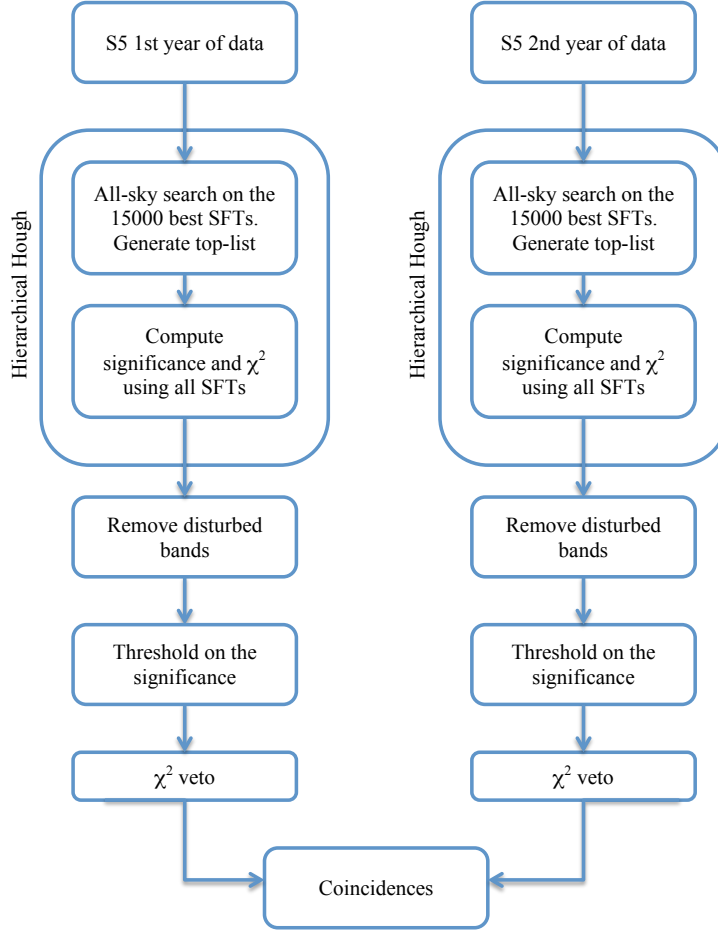 S5 1st year of data
Hierarchical Hough
All-sky search on the
15000 best SFTs.
Generate top-list
Compute
significance and χ²
using all SFTs
Remove disturbed
bands
Threshold on the
significance
χ² veto
S5 2nd year of data
Hierarchical Hough
All-sky search on the
15000 best SFTs.
Generate top-list
Compute
significance and χ²
using all SFTs
Remove disturbed
bands
Threshold on the
significance
χ² veto
Coincidences